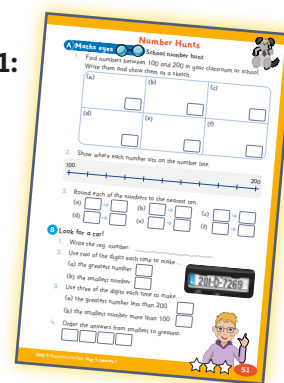 1:
Number Hunts
A Maths eyes School number hunt
1. Find numbers between 100 and 200 in your classroom or school.
Write them and show them as a sketch.
(a) (b) (c)
(d) (e) (f)
2. Show where each number sits on the number line.
100 200
3. Round each of the numbers to the nearest ten.
(a) (b) (c)
(d) (e) (f)
B Look for a car!
1. Write the reg. number.
2. Use two of the digits each time to make...
(a) the greatest number
(b) the smallest number
201-D-7269
3. Use three of the digits each time to make...
(a) the greatest number less than 200
(b) the smallest number more than 100
4. Order the answers from smallest to greatest.
51